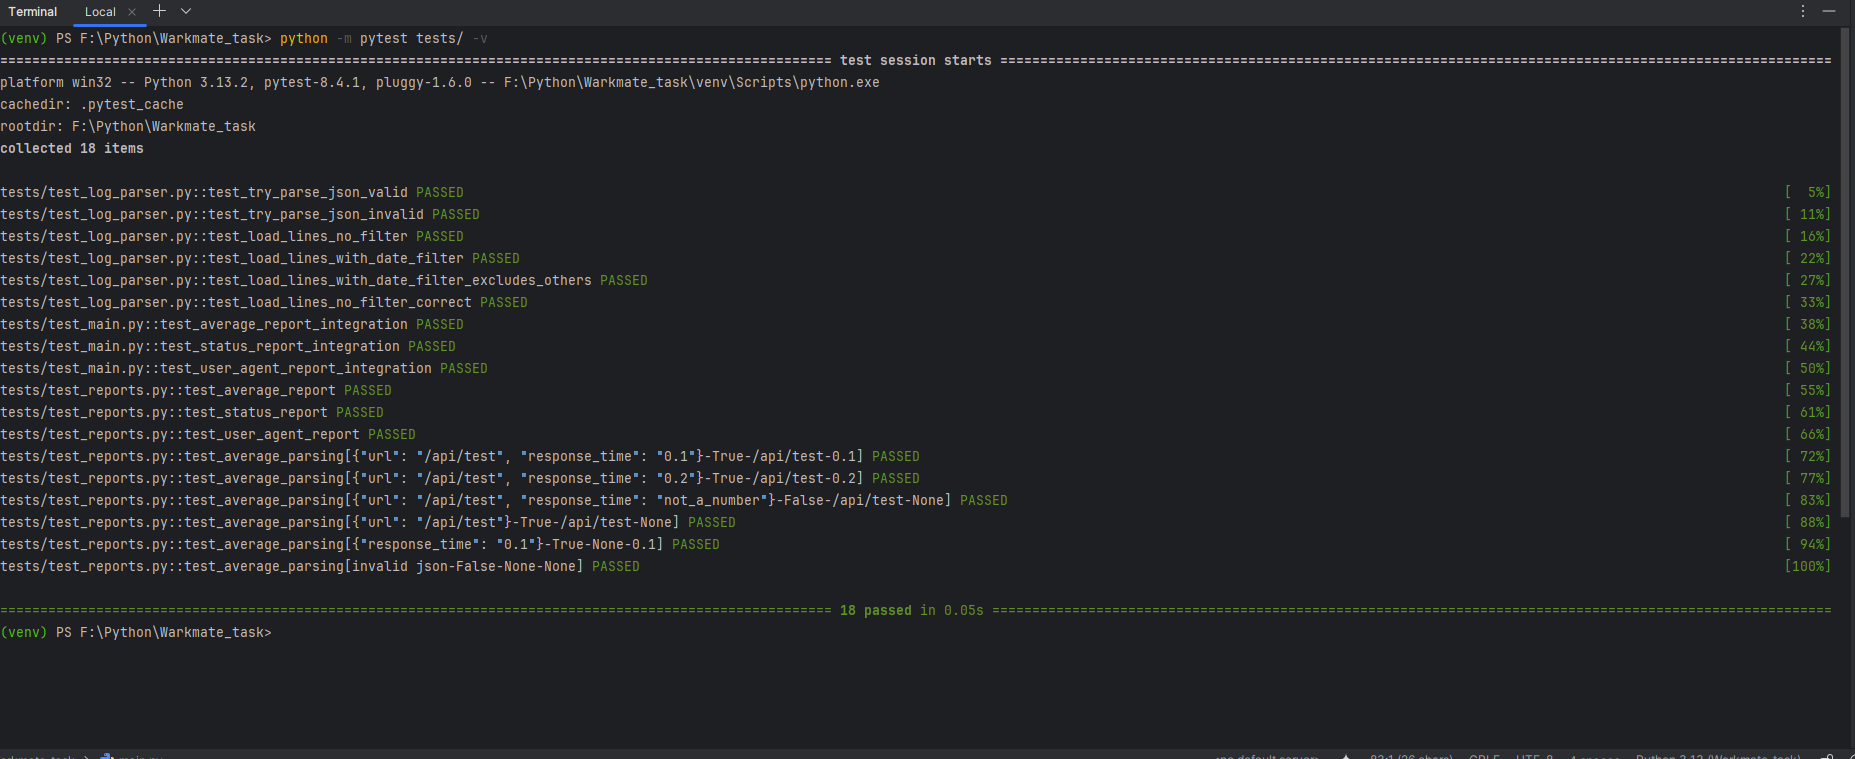 Terminal Local × + ⌄ ⋮ —
(venv) PS F:\Python\Warkmate_task> python -m pytest tests/ -v
======================================================================================================== test session starts ========================================================================================================
platform win32 -- Python 3.13.2, pytest-8.4.1, pluggy-1.6.0 -- F:\Python\Warkmate_task\venv\Scripts\python.exe
cachedir: .pytest_cache
rootdir: F:\Python\Warkmate_task
collected 18 items
tests/test_log_parser.py::test_try_parse_json_valid PASSED [  5%]
tests/test_log_parser.py::test_try_parse_json_invalid PASSED [ 11%]
tests/test_log_parser.py::test_load_lines_no_filter PASSED [ 16%]
tests/test_log_parser.py::test_load_lines_with_date_filter PASSED [ 22%]
tests/test_log_parser.py::test_load_lines_with_date_filter_excludes_others PASSED [ 27%]
tests/test_log_parser.py::test_load_lines_no_filter_correct PASSED [ 33%]
tests/test_main.py::test_average_report_integration PASSED [ 38%]
tests/test_main.py::test_status_report_integration PASSED [ 44%]
tests/test_main.py::test_user_agent_report_integration PASSED [ 50%]
tests/test_reports.py::test_average_report PASSED [ 55%]
tests/test_reports.py::test_status_report PASSED [ 61%]
tests/test_reports.py::test_user_agent_report PASSED [ 66%]
tests/test_reports.py::test_average_parsing[{"url": "/api/test", "response_time": "0.1"}-True-/api/test-0.1] PASSED [ 72%]
tests/test_reports.py::test_average_parsing[{"url": "/api/test", "response_time": "0.2"}-True-/api/test-0.2] PASSED [ 77%]
tests/test_reports.py::test_average_parsing[{"url": "/api/test", "response_time": "not_a_number"}-False-/api/test-None] PASSED [ 83%]
tests/test_reports.py::test_average_parsing[{"url": "/api/test"}-True-/api/test-None] PASSED [ 88%]
tests/test_reports.py::test_average_parsing[{"response_time": "0.1"}-True-None-0.1] PASSED [ 94%]
tests/test_reports.py::test_average_parsing[invalid json-False-None-None] PASSED [100%]
======================================================================================================== 18 passed in 0.05s =========================================================================================================
(venv) PS F:\Python\Warkmate_task>